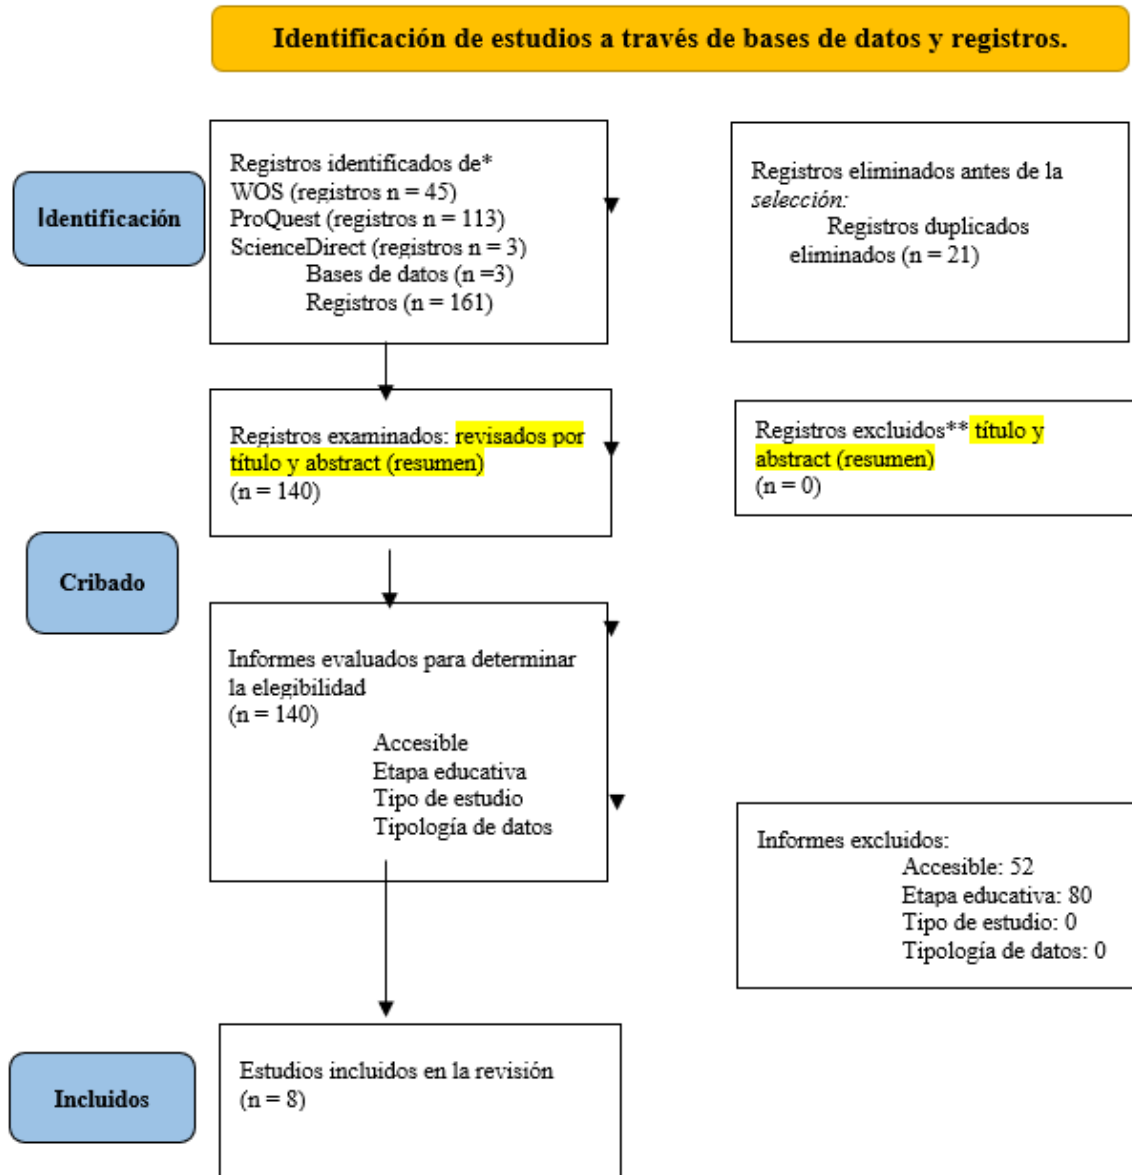 Identificación de estudios a través de bases de datos y registros.
Identificación
Registros identificados de*
WOS (registros n = 45)
ProQuest (registros n = 113)
ScienceDirect (registros n = 3)
Bases de datos (n =3)
Registros (n = 161)
Registros eliminados antes de la
selección:
Registros duplicados
eliminados (n = 21)
Registros examinados: revisados por
título y abstract (resumen)
(n = 140)
Registros excluidos** título y
abstract (resumen)
(n = 0)
Cribado
Informes evaluados para determinar
la elegibilidad
(n = 140)
Accesible
Etapa educativa
Tipo de estudio
Tipología de datos
Informes excluidos:
Accesible: 52
Etapa educativa: 80
Tipo de estudio: 0
Tipología de datos: 0
Incluidos
Estudios incluidos en la revisión
(n = 8)